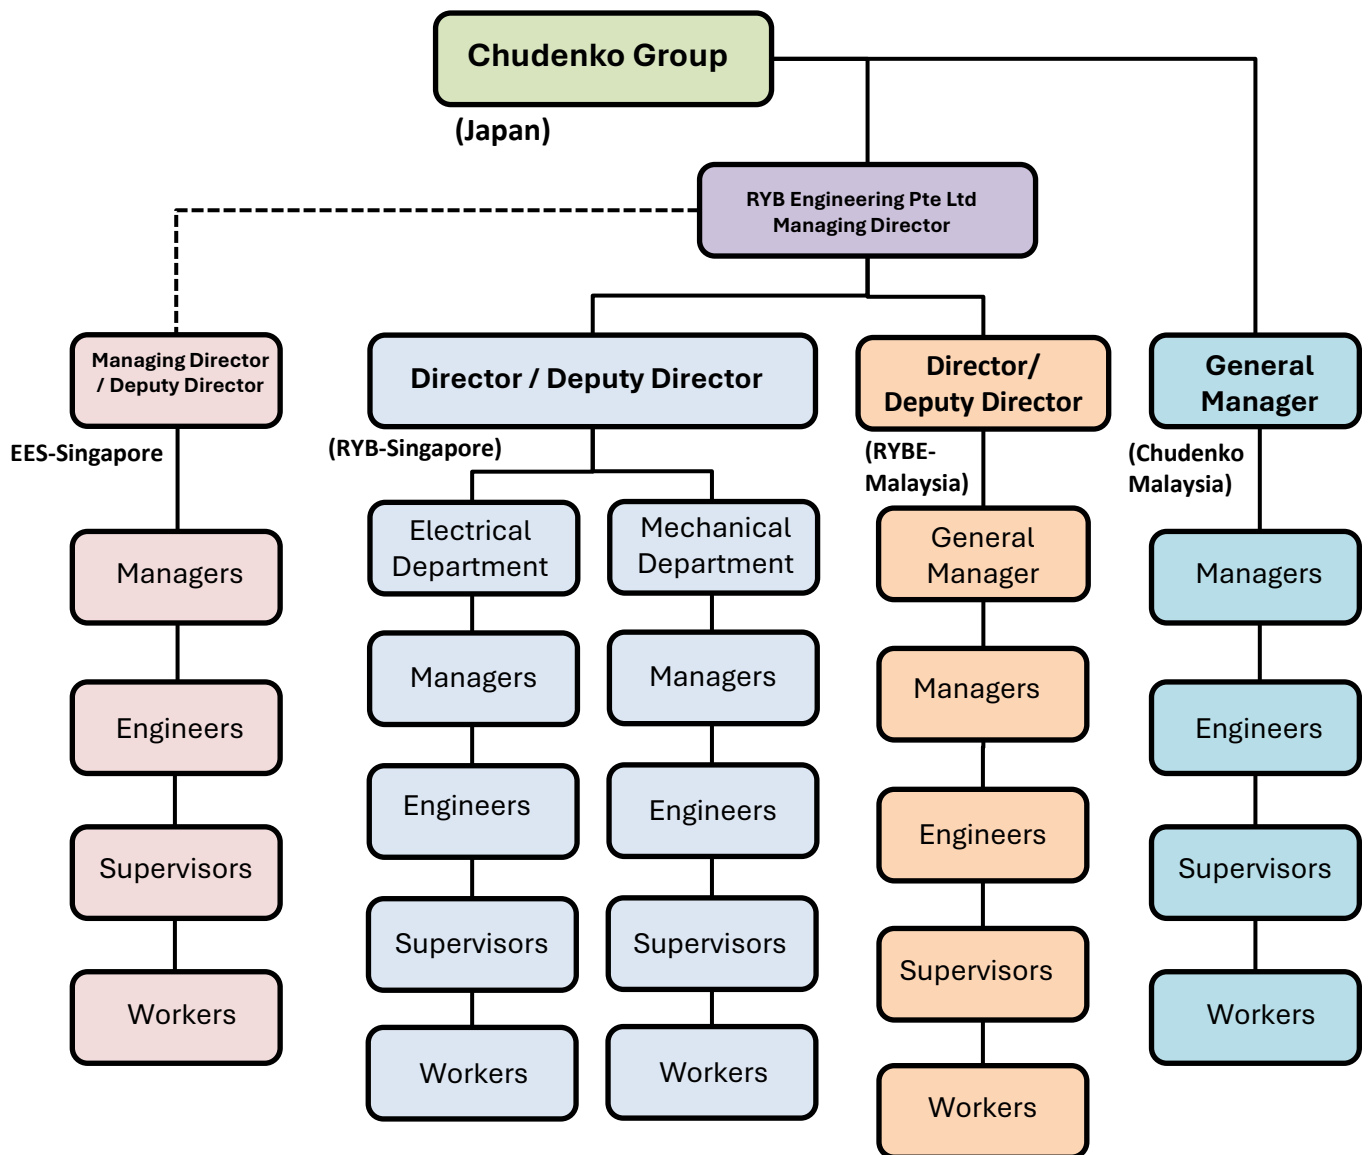 Chudenko Group
(Japan)
RYB Engineering Pte Ltd
Managing Director
Managing Director
/ Deputy Director
EES-Singapore
Managers
Engineers
Supervisors
Workers
Director / Deputy Director
(RYB-Singapore)
Electrical
Department
Managers
Engineers
Supervisors
Workers
Mechanical
Department
Managers
Engineers
Supervisors
Workers
Director/
Deputy Director
(RYBE-
Malaysia)
General
Manager
Managers
Engineers
Supervisors
Workers
General
Manager
(Chudenko
Malaysia)
Managers
Engineers
Supervisors
Workers